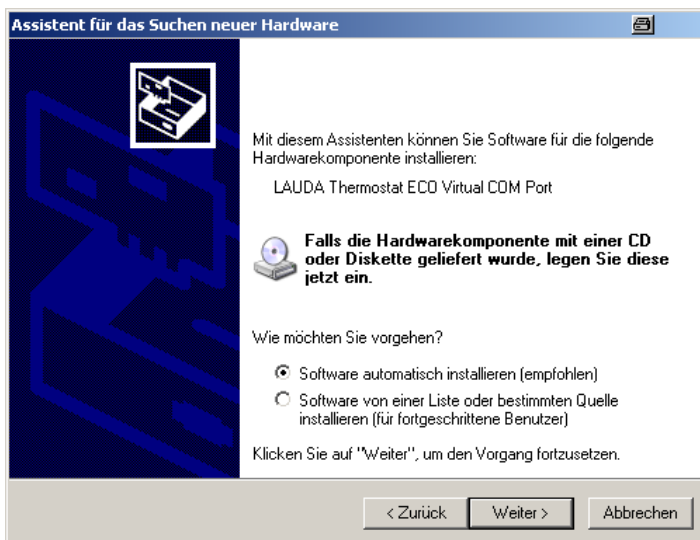 Assistent für das Suchen neuer Hardware
Mit diesem Assistenten können Sie Software für die folgende
Hardwarekomponente installieren:
LAUDA Thermostat ECO Virtual COM Port
Falls die Hardwarekomponente mit einer CD
oder Diskette geliefert wurde, legen Sie diese
jetzt ein.
Wie möchten Sie vorgehen?
Software automatisch installieren (empfohlen)
Software von einer Liste oder bestimmten Quelle
installieren (für fortgeschrittene Benutzer)
Klicken Sie auf "Weiter", um den Vorgang fortzusetzen.
< Zurück
Weiter >
Abbrechen